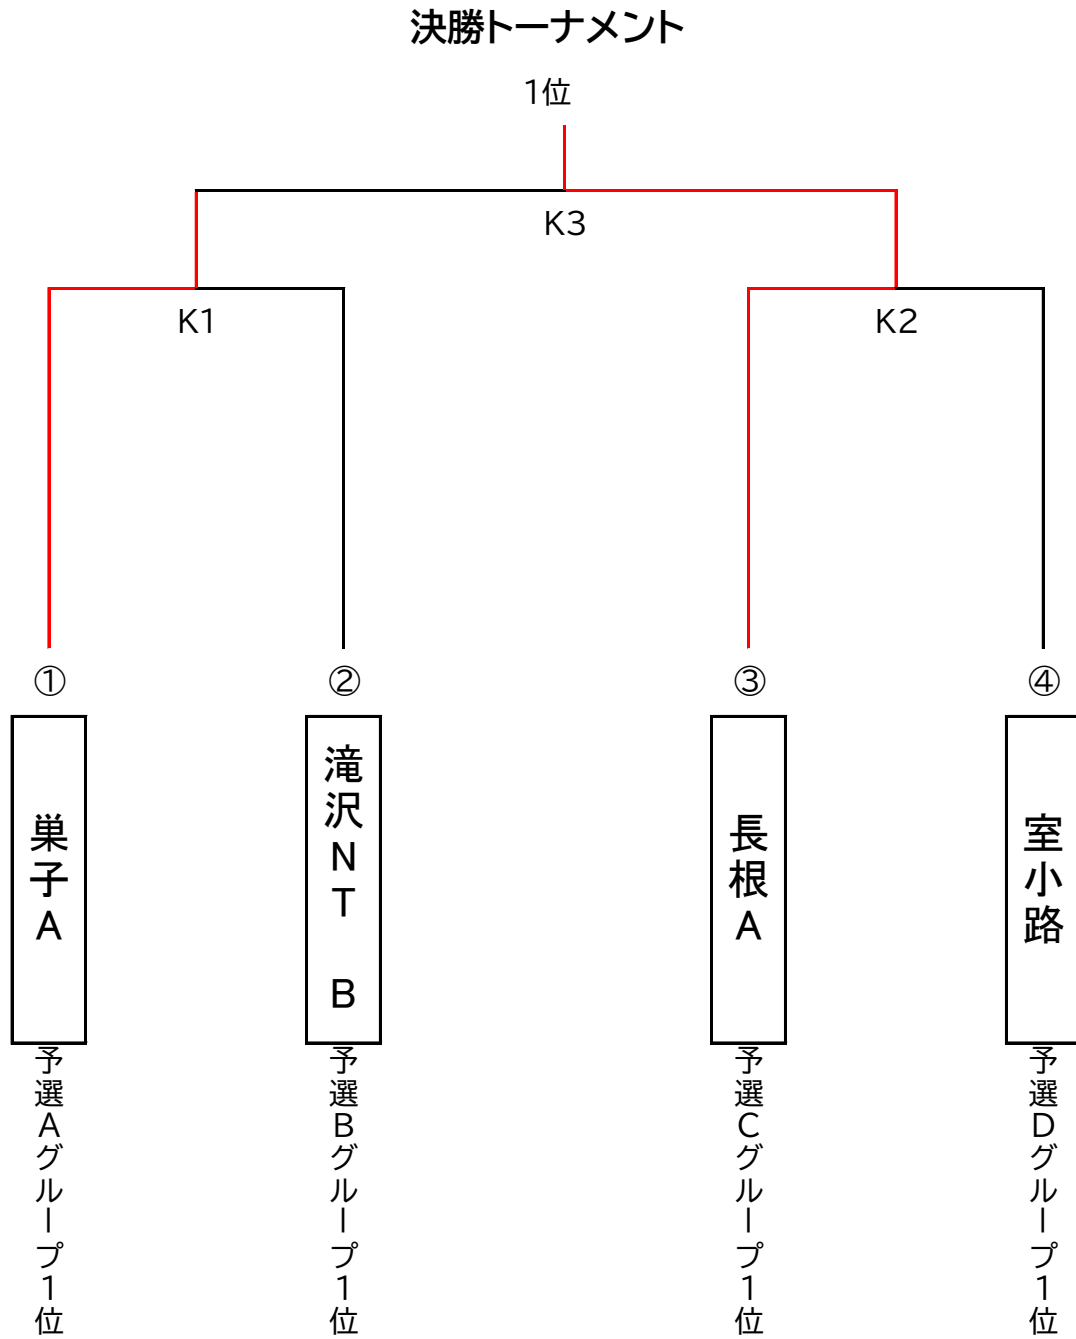 決勝トーナメント
1位
K3
K1
K2
①
②
③
④
巣子A
滝沢NT B
長根A
室小路
予選Aグループ1位
予選Bグループ1位
予選Cグループ1位
予選Dグループ1位